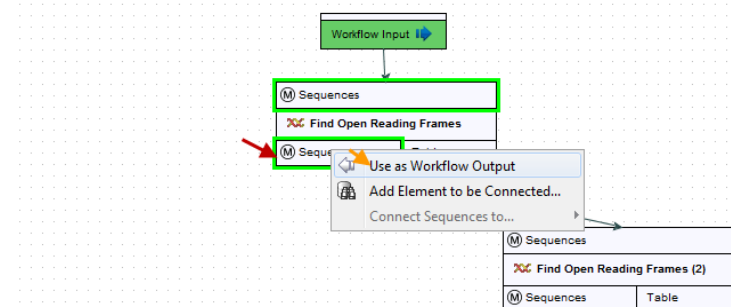 Workflow Input
M Sequences
Find Open Reading Frames
M Seque
Use as Workflow Output
Add Element to be Connected...
Connect Sequences to...
M Sequences
Find Open Reading Frames (2)
M Sequences Table